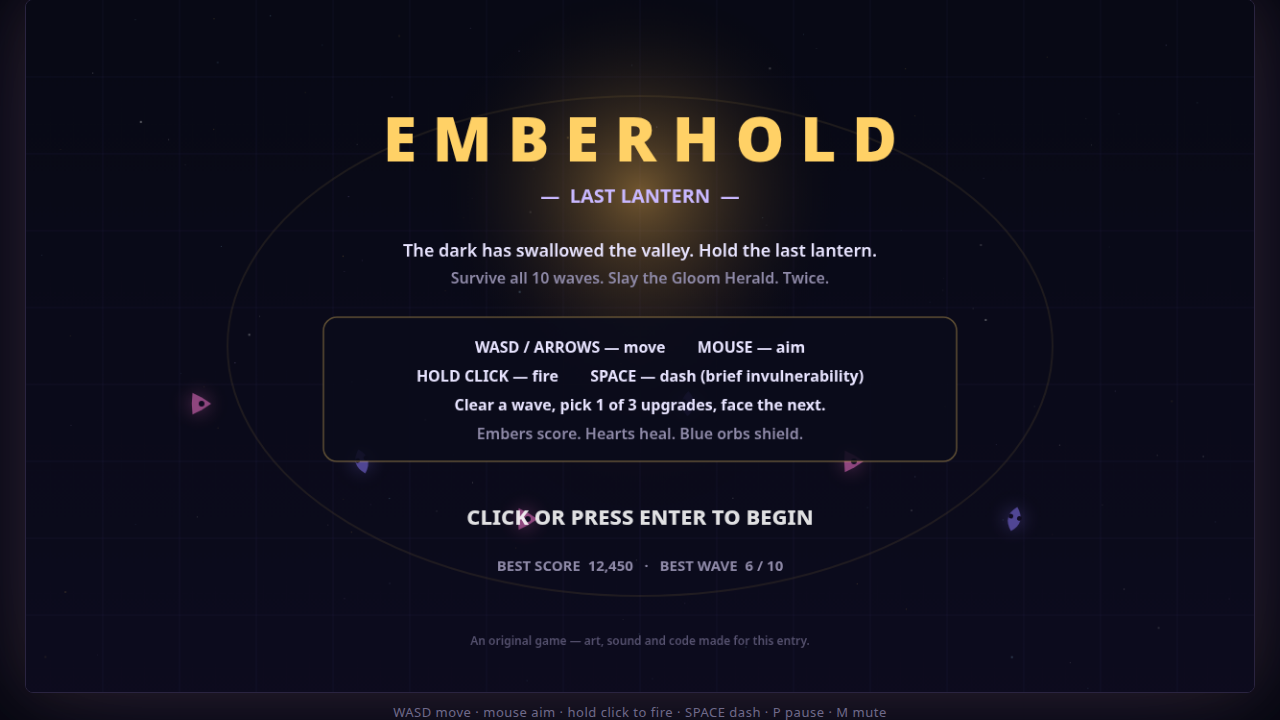 EMBERHOLD
— LAST LANTERN —
The dark has swallowed the valley. Hold the last lantern.
Survive all 10 waves. Slay the Gloom Herald. Twice.
WASD / ARROWS — move MOUSE — aim
HOLD CLICK — fire SPACE — dash (brief invulnerability)
Clear a wave, pick 1 of 3 upgrades, face the next.
Embers score. Hearts heal. Blue orbs shield.
CLICK OR PRESS ENTER TO BEGIN
BEST SCORE 12,450 · BEST WAVE 6 / 10
An original game — art, sound and code made for this entry.
WASD move · mouse aim · hold click to fire · SPACE dash · P pause · M mute